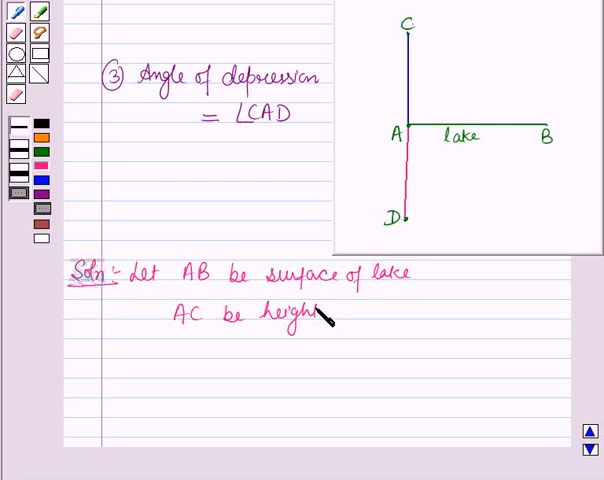 C
③ Angle of depression
= ∠CAD
A lake B
D
Soln:- Let AB be surface of lake
AC be height